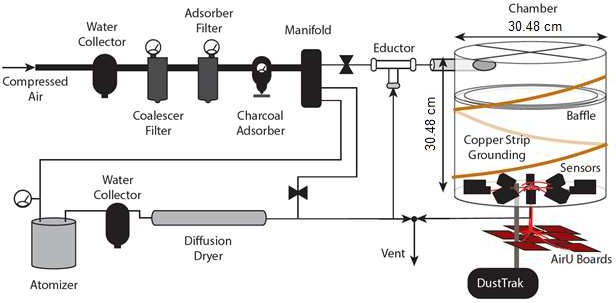 Chamber
30.48 cm
Adsorber
Filter
Water
Collector
Manifold
Eductor
Compressed
Air
Coalescer
Filter
Charcoal
Adsorber
30.48 cm
Baffle
Copper Strip
Grounding
Sensors
Water
Collector
Diffusion
Dryer
Vent
AirU Boards
Atomizer
DustTrak